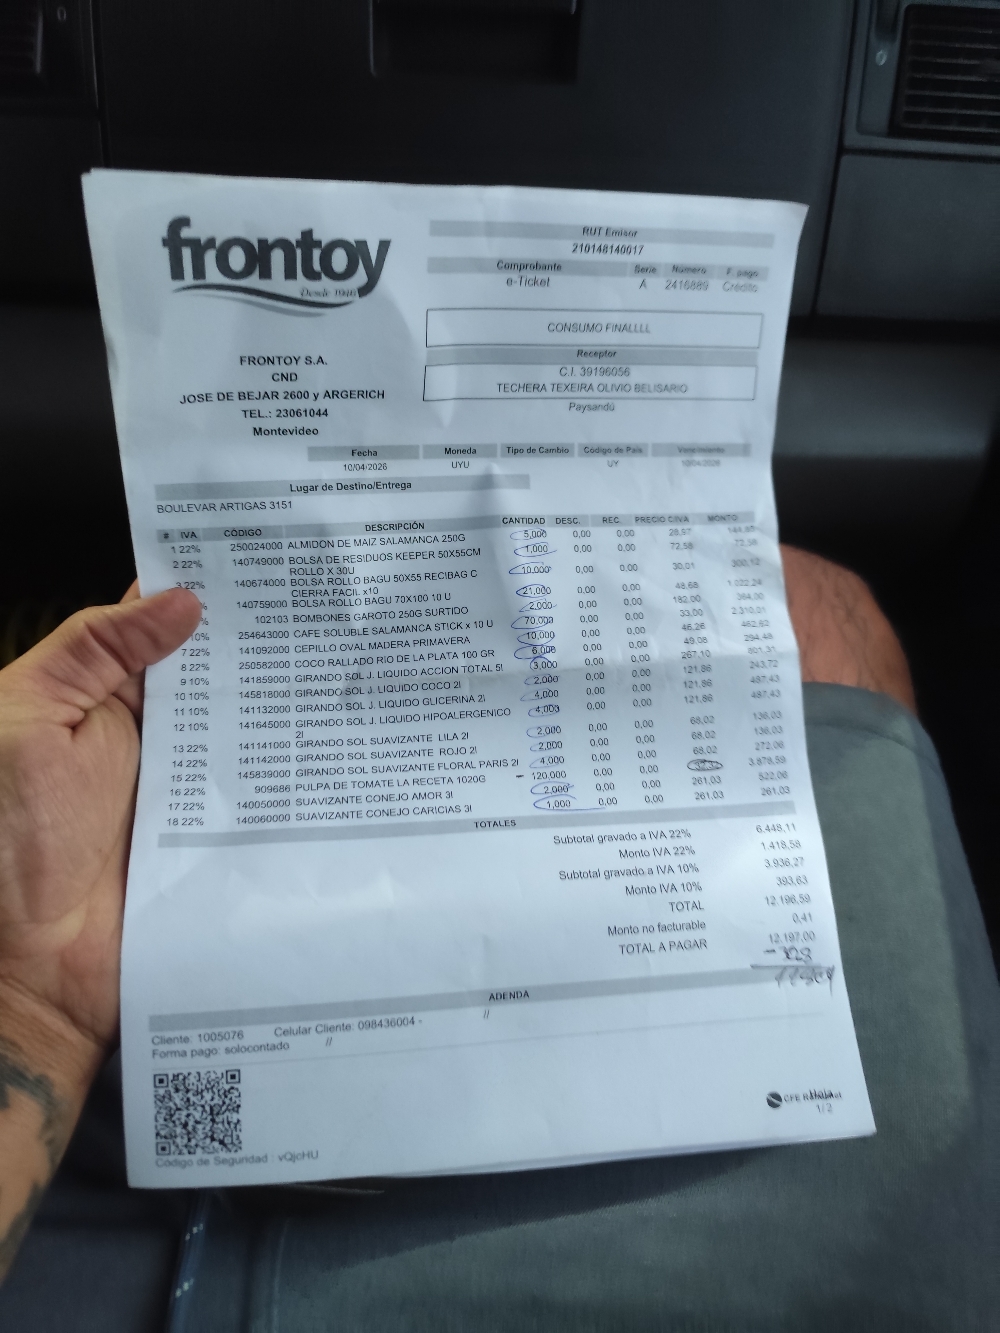 frontoy
Desde 1946
RUT Emisor
210148140017
Comprobante Serie Número F. pago
e-Ticket A 2416889 Crédito
CONSUMO FINALLLL
Receptor
C.I. 39196056
TECHERA TEXEIRA OLIVIO BELISARIO
Paysandú
FRONTOY S.A.
CND
JOSE DE BEJAR 2600 y ARGERICH
TEL.: 23061044
Montevideo
Fecha Moneda Tipo de Cambio Código de País Vencimiento
10/04/2026 UYU UY 10/04/2026
Lugar de Destino/Entrega
BOULEVAR ARTIGAS 3151
# IVA CÓDIGO DESCRIPCIÓN CANTIDAD DESC. REC. PRECIO C/IVA MONTO
1 22% 250024000 ALMIDON DE MAIZ SALAMANCA 250G 5,000 0,00 0,00
2 22% 140749000 BOLSA DE RESIDUOS KEEPER 50X55CM ROLLO X 30U 1,000 0,00 0,00 72,58 72,58
3 22% 140674000 BOLSA ROLLO BAGU 50X55 RECIBAG C CIERRA FACIL x10 10,000 0,00 0,00 30,01
140759000 BOLSA ROLLO BAGU 70X100 10 U 21,000 0,00 0,00 48,68 1.022,24
102103 BOMBONES GAROTO 250G SURTIDO 2,000 0,00 0,00 182,00 364,00
10% 254643000 CAFE SOLUBLE SALAMANCA STICK x 10 U 70,000 0,00 0,00 33,00 2.310,01
7 22% 141092000 CEPILLO OVAL MADERA PRIMAVERA 10,000 0,00 0,00 46,26 462,62
8 22% 250582000 COCO RALLADO RIO DE LA PLATA 100 GR 6,000 0,00 0,00 49,08 294,48
9 10% 141859000 GIRANDO SOL J. LIQUIDO ACCION TOTAL 5l 3,000 0,00 0,00 267,10 801,31
10 10% 145818000 GIRANDO SOL J. LIQUIDO COCO 2l 2,000 0,00 0,00 121,86 243,72
11 10% 141132000 GIRANDO SOL J. LIQUIDO GLICERINA 2l 4,000 0,00 0,00 121,86 487,43
12 10% 141645000 GIRANDO SOL J. LIQUIDO HIPOALERGENICO 2l 4,000 0,00 0,00 121,86 487,43
13 22% 141141000 GIRANDO SOL SUAVIZANTE LILA 2l 2,000 0,00 0,00 68,02 136,03
14 22% 141142000 GIRANDO SOL SUAVIZANTE ROJO 2l 2,000 0,00 0,00 68,02 136,03
15 22% 145839000 GIRANDO SOL SUAVIZANTE FLORAL PARIS 2l 4,000 0,00 0,00 68,02 272,06
16 22% 909686 PULPA DE TOMATE LA RECETA 1020G 120,000 0,00 0,00 3.878,59
17 22% 140050000 SUAVIZANTE CONEJO AMOR 3l 2,000 0,00 0,00 261,03 522,06
18 22% 140060000 SUAVIZANTE CONEJO CARICIAS 3l 1,000 0,00 0,00 261,03 261,03
TOTALES
Subtotal gravado a IVA 22% 6.448,11
Monto IVA 22% 1.418,58
Subtotal gravado a IVA 10% 3.936,27
Monto IVA 10% 393,63
TOTAL 12.196,59
Monto no facturable 0,41
TOTAL A PAGAR 12.197,00
ADENDA
Cliente: 1005076 Celular Cliente: 098436004 - //
Forma pago: solocontado //
Código de Seguridad : vQjcHU
1/2